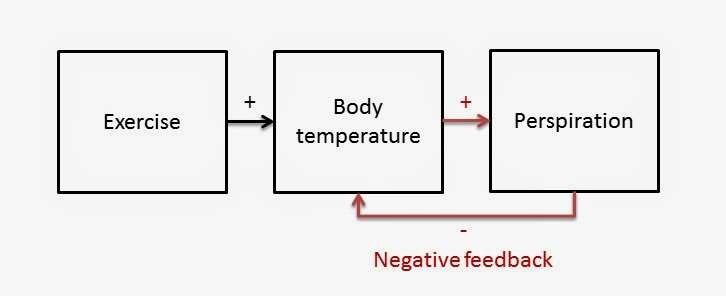 Exercise
+
Body
temperature
+
Perspiration
-
Negative feedback